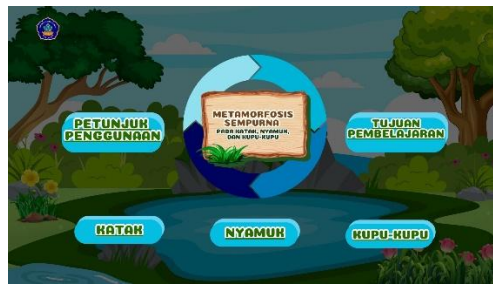 METAMORFOSIS
SEMPURNA
PADA KATAK, NYAMUK,
DAN KUPU-KUPU
PETUNJUK
PENGGUNAAN
TUJUAN
PEMBELAJARAN
KATAK
NYAMUK
KUPU-KUPU